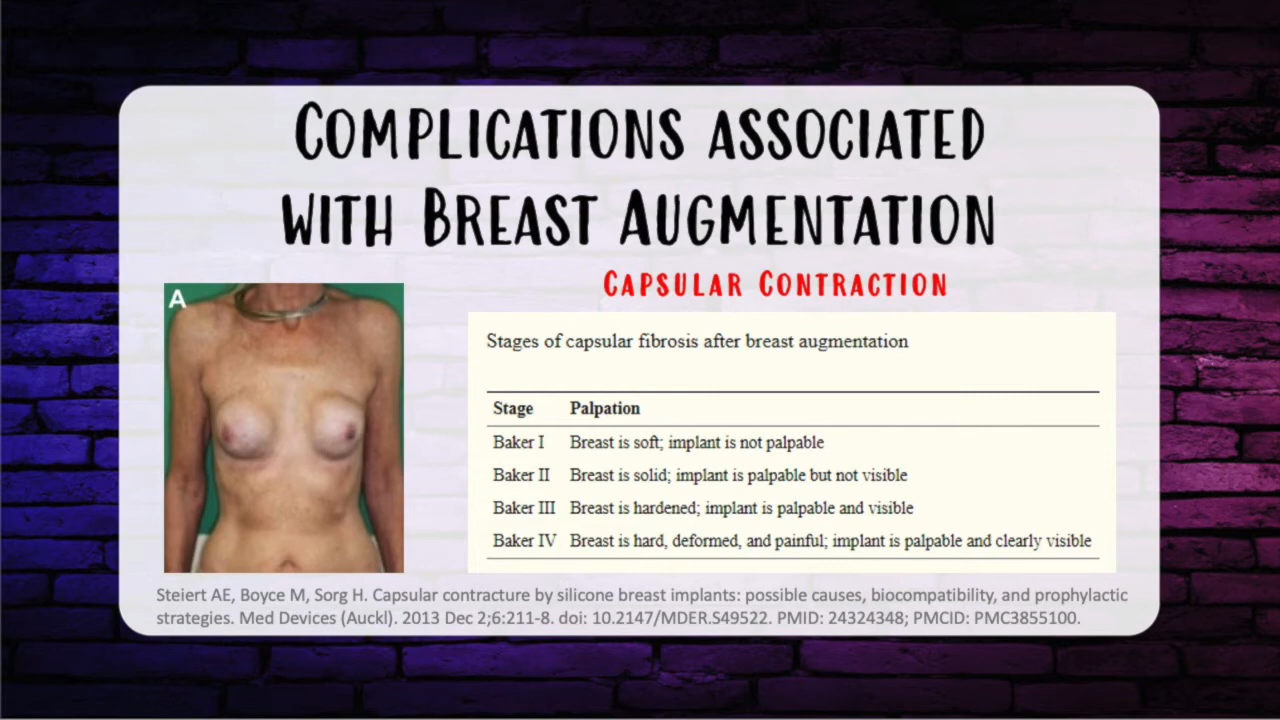 COMPLICATIONS ASSOCIATED
WITH BREAST AUGMENTATION
CAPSULAR CONTRACTION
A
Stages of capsular fibrosis after breast augmentation
Stage Palpation
Baker I Breast is soft; implant is not palpable
Baker II Breast is solid; implant is palpable but not visible
Baker III Breast is hardened; implant is palpable and visible
Baker IV Breast is hard, deformed, and painful; implant is palpable and clearly visible
Steiert AE, Boyce M, Sorg H. Capsular contracture by silicone breast implants: possible causes, biocompatibility, and prophylactic
strategies. Med Devices (Auckl). 2013 Dec 2;6:211-8. doi: 10.2147/MDER.S49522. PMID: 24324348; PMCID: PMC3855100.